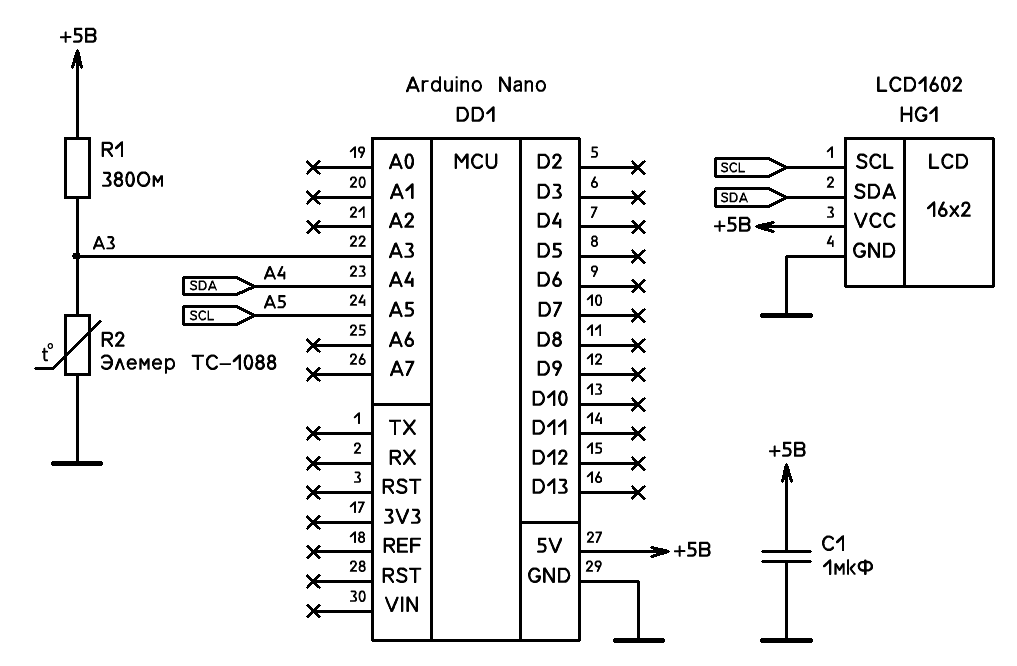 +5В
R1
380Ом
A3
SDA
A4
SCL
A5
t°
R2
Элемер ТС-1088
Arduino Nano
DD1
MCU
19 A0
20 A1
21 A2
22 A3
23 A4
24 A5
25 A6
26 A7
1 TX
2 RX
3 RST
17 3V3
18 REF
28 RST
30 VIN
D2 5
D3 6
D4 7
D5 8
D6 9
D7 10
D8 11
D9 12
D10 13
D11 14
D12 15
D13 16
5V 27 +5В
GND 29
LCD1602
HG1
SCL 1 SCL
SDA 2 SDA
+5В 3 VCC
4 GND
LCD
16x2
+5В
C1
1мкФ